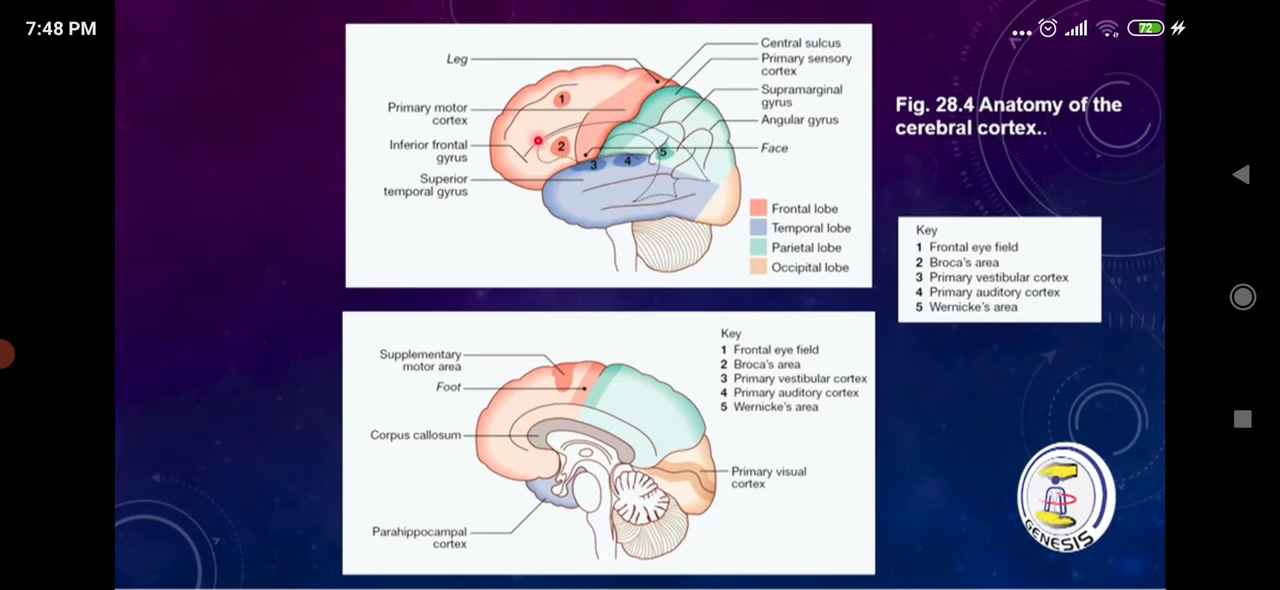 7:48 PM
72
Leg
Primary motor
cortex
Inferior frontal
gyrus
Superior
temporal gyrus
Central sulcus
Primary sensory
cortex
Supramarginal
gyrus
Angular gyrus
Face
1
2
3
4
5
Frontal lobe
Temporal lobe
Parietal lobe
Occipital lobe
Fig. 28.4 Anatomy of the
cerebral cortex..
Key
1 Frontal eye field
2 Broca's area
3 Primary vestibular cortex
4 Primary auditory cortex
5 Wernicke's area
Supplementary
motor area
Foot
Corpus callosum
Parahippocampal
cortex
Key
1 Frontal eye field
2 Broca's area
3 Primary vestibular cortex
4 Primary auditory cortex
5 Wernicke's area
Primary visual
cortex
GENESIS